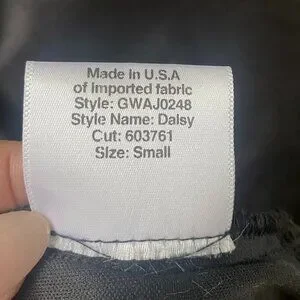 Made in U.S.A
of imported fabric
Style: GWAJ0248
Style Name: Daisy
Cut: 603761
Size: Small